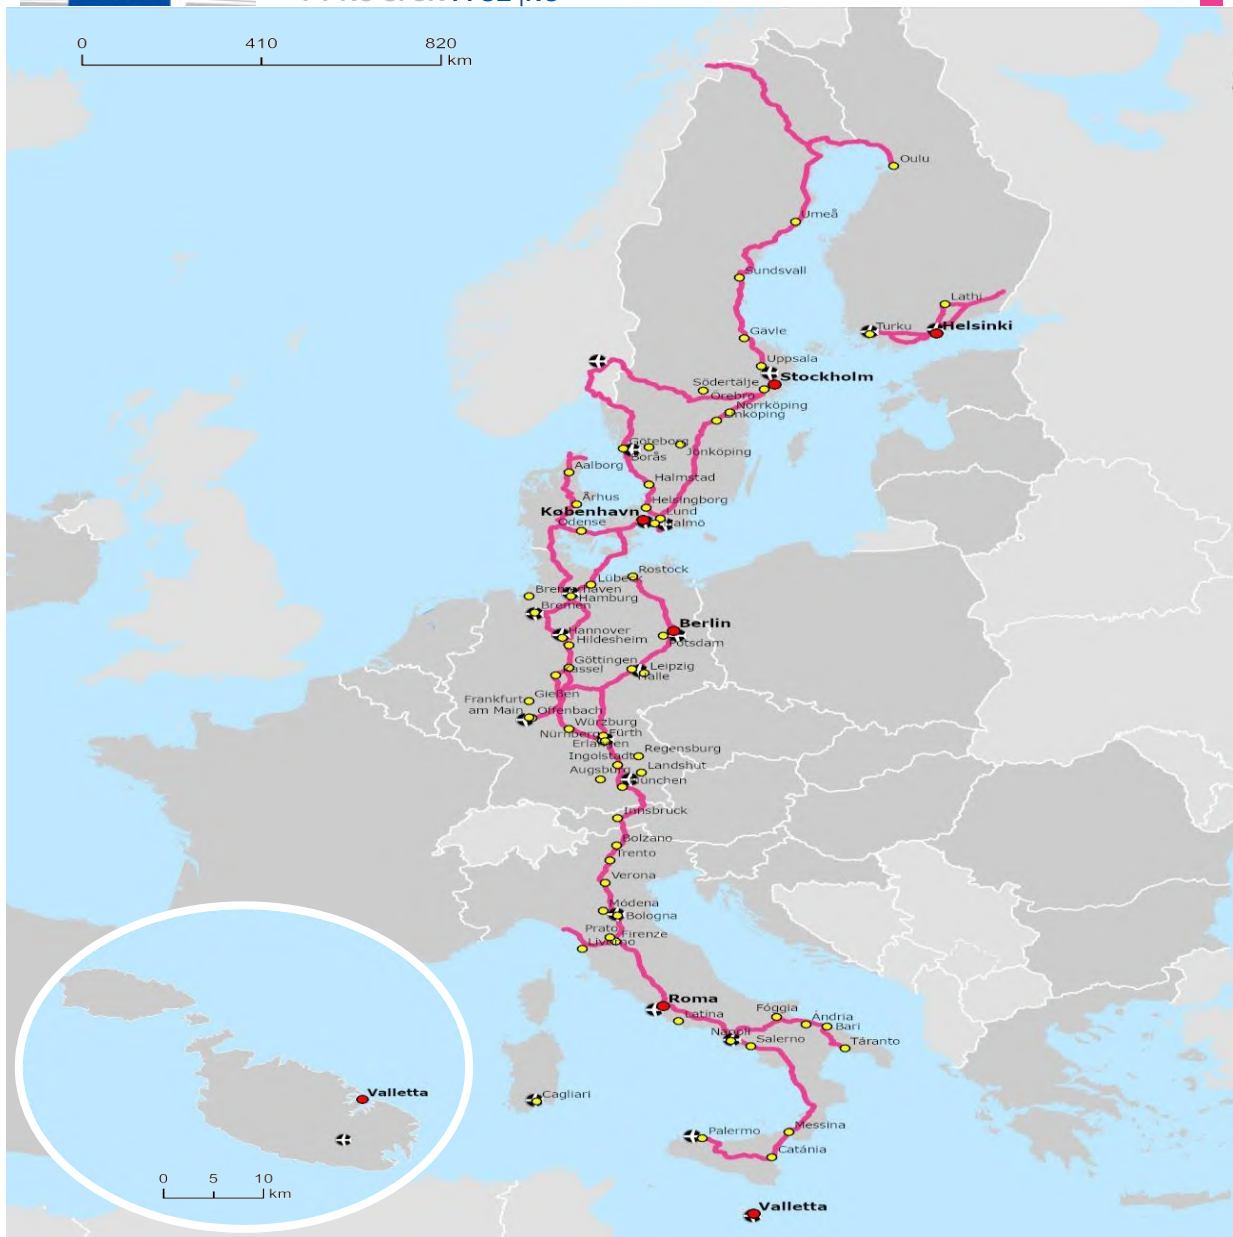 0 410 820
km
Oulu
Umeå
Sundsvall
Lathi
Turku
Helsinki
Gävle
Uppsala
Stockholm
Södertälje
Örebro
Norrköping
Linköping
Göteborg
Jönköping
Borås
Aalborg
Halmstad
Århus
Helsingborg
København
Lund
Odense
Malmö
Rostock
Lübeck
Bremerhaven
Hamburg
Bremen
Berlin
Hannover
Hildesheim
Potsdam
Göttingen
Kassel
Leipzig
Halle
Gießen
Frankfurt
am Main
Offenbach
Würzburg
Nürnberg
Fürth
Erlangen
Regensburg
Ingolstadt
Landshut
Augsburg
München
Innsbruck
Bolzano
Trento
Verona
Módena
Bologna
Prato
Firenze
Livorno
Roma
Latina
Fóggia
Ándria
Bari
Napoli
Salerno
Táranto
Cagliari
Messina
Palermo
Catánia
Valletta
Valletta
0 5 10
km